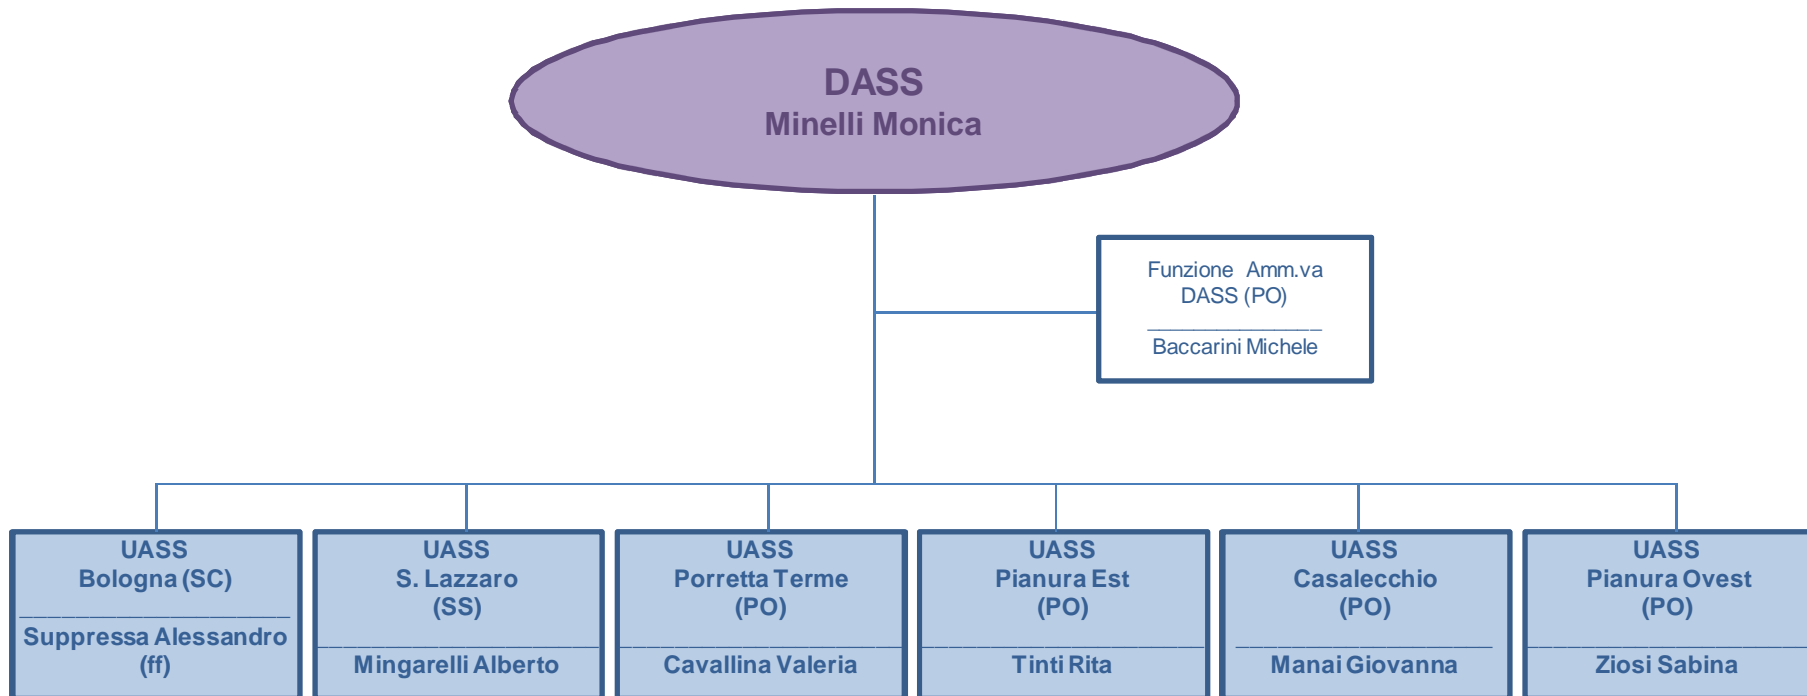 DASS
Minelli Monica
Funzione Amm.va
DASS (PO)
Baccarini Michele
UASS
Bologna (SC)
Suppressa Alessandro
(ff)
UASS
S. Lazzaro
(SS)
Mingarelli Alberto
UASS
Porretta Terme
(PO)
Cavallina Valeria
UASS
Pianura Est
(PO)
Tinti Rita
UASS
Casalecchio
(PO)
Manai Giovanna
UASS
Pianura Ovest
(PO)
Ziosi Sabina